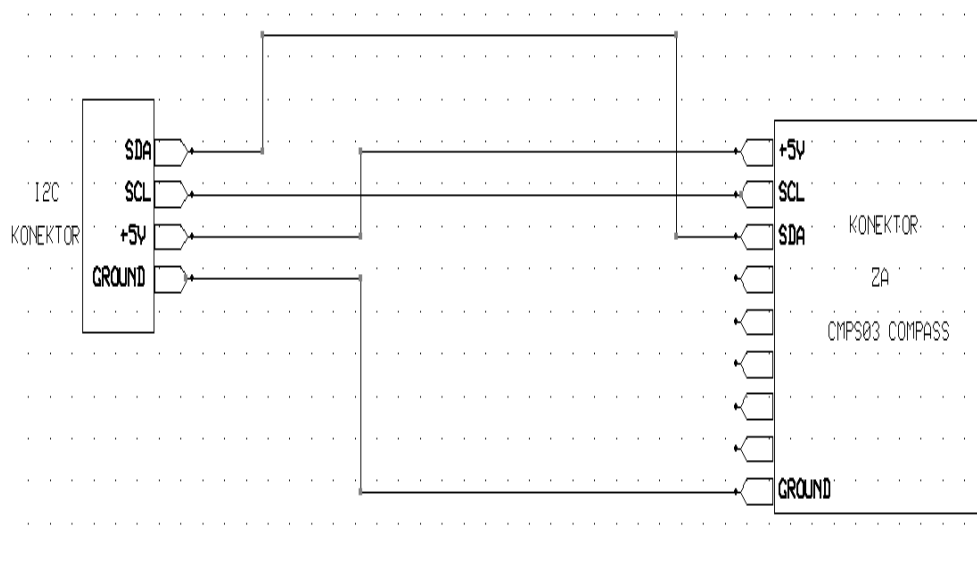 SDA
SCL
+5V
GROUND
I2C
KONEKTOR
+5V
SCL
SDA
GROUND
KONEKTOR
ZA
CMPS03 COMPASS